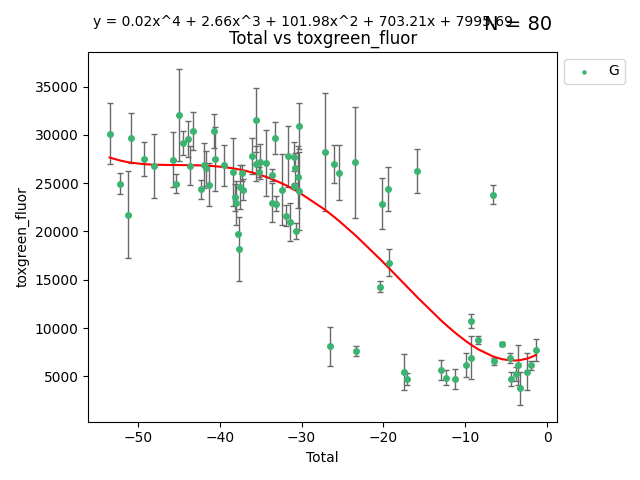 y = 0.02x^4 + 2.66x^3 + 101.98x^2 + 703.21x + 7995.69
N = 80
Total vs toxgreen_fluor
G
35000
30000
25000
20000
15000
10000
5000
toxgreen_fluor
−50 −40 −30 −20 −10 0
Total